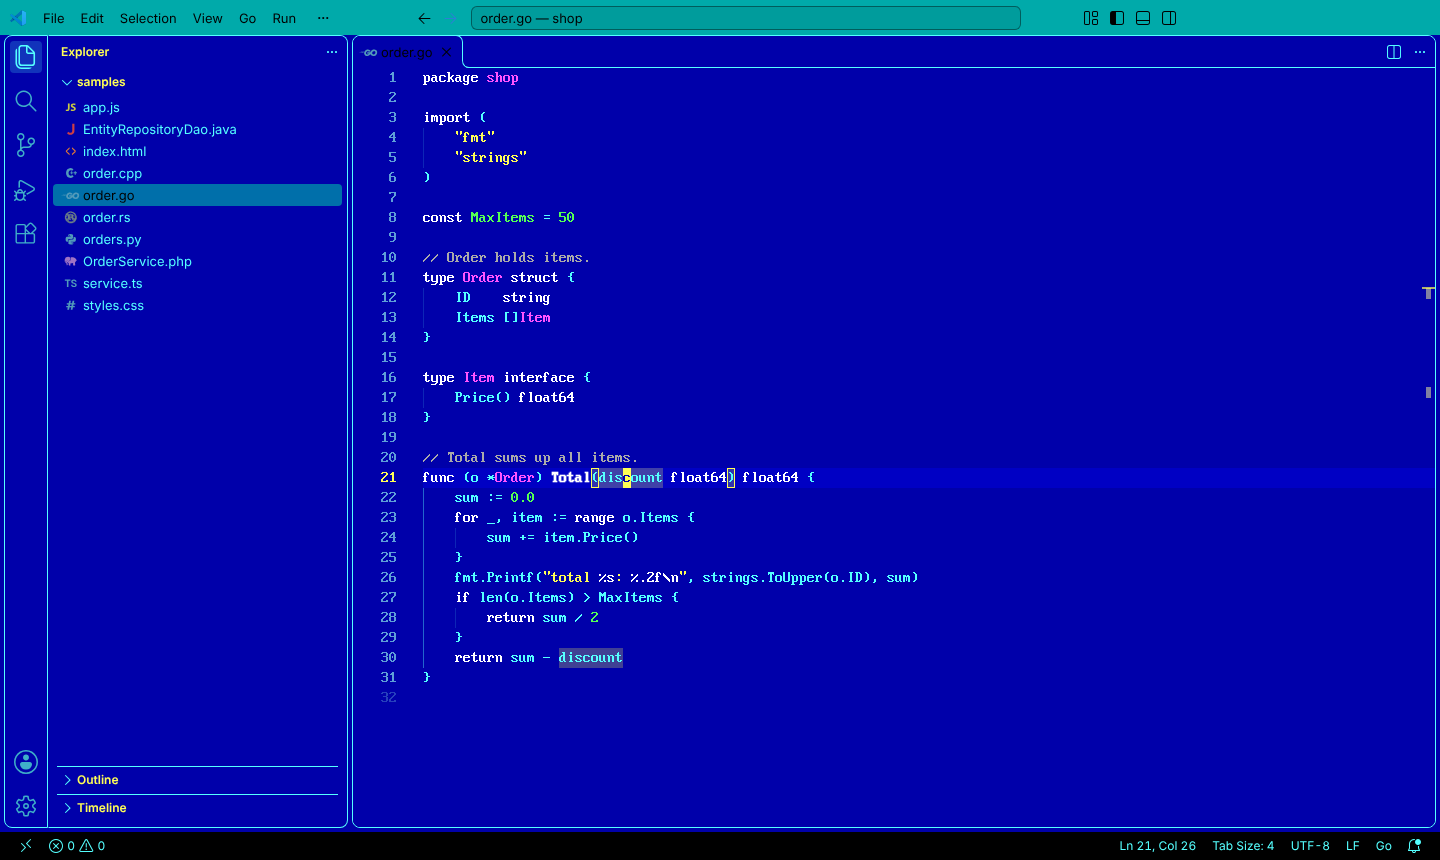 File Edit Selection View Go Run ···
order.go — shop
Explorer
samples
JS app.js
J EntityRepositoryDao.java
<> index.html
C+ order.cpp
GO order.go
order.rs
orders.py
OrderService.php
TS service.ts
# styles.css
Outline
Timeline
GO order.go
1 package shop
2
3 import (
4     "fmt"
5     "strings"
6 )
7
8 const MaxItems = 50
9
10 // Order holds items.
11 type Order struct {
12     ID    string
13     Items []Item
14 }
15
16 type Item interface {
17     Price() float64
18 }
19
20 // Total sums up all items.
21 func (o *Order) Total(discount float64) float64 {
22     sum := 0.0
23     for _, item := range o.Items {
24         sum += item.Price()
25     }
26     fmt.Printf("total %s: %.2f\n", strings.ToUpper(o.ID), sum)
27     if len(o.Items) > MaxItems {
28         return sum / 2
29     }
30     return sum - discount
31 }
32
0 0 Ln 21, Col 26 Tab Size: 4 UTF-8 LF Go